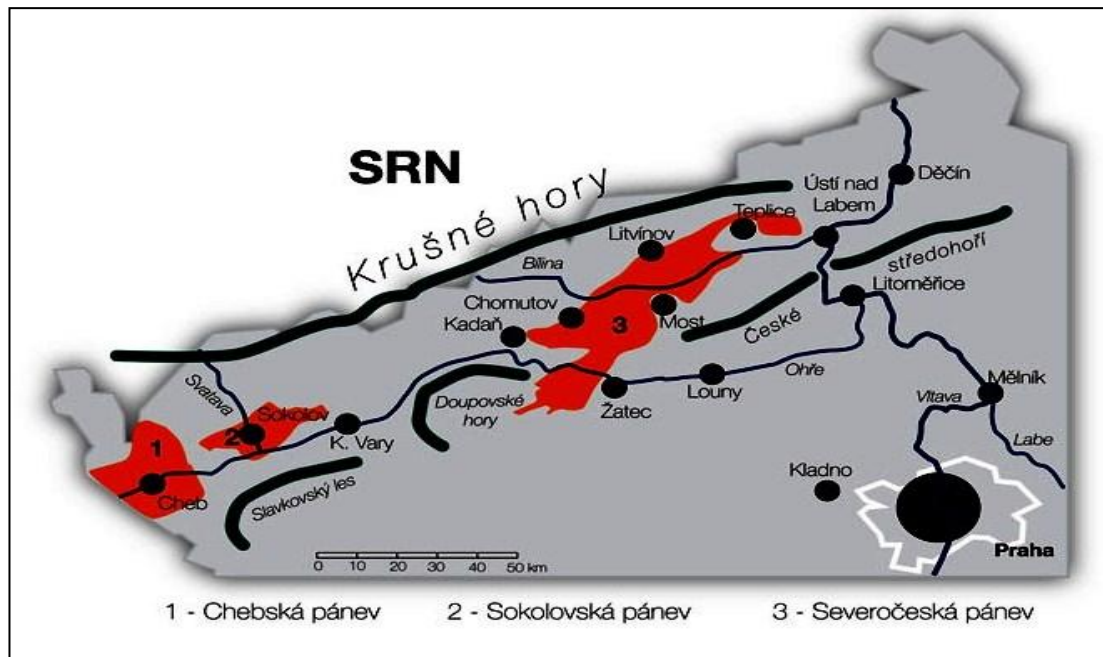 SRN
Krušné hory
Děčín
Ústí nad
Labem
Teplice
Litvínov
středohoří
Bílina
Litoměřice
Chomutov
Most
České
Kadaň
3
Ohře
Svatava
Doupovské
hory
Žatec
Louny
Mělník
Vltava
Labe
Sokolov
2
K. Vary
1
Cheb
Slavkovský les
Kladno
Praha
0 10 20 30 40 50 km
1 - Chebská pánev 2 - Sokolovská pánev 3 - Severočeská pánev